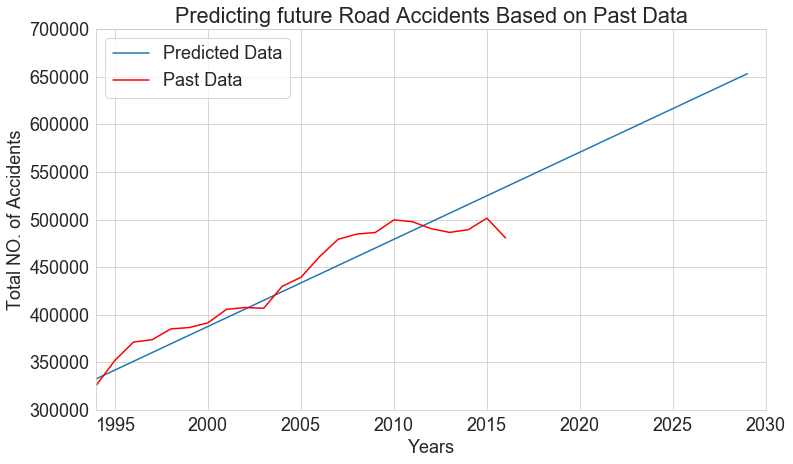 Predicting future Road Accidents Based on Past Data
700000
650000
600000
550000
500000
450000
400000
350000
300000
Total NO. of Accidents
Predicted Data
Past Data
1995 2000 2005 2010 2015 2020 2025 2030
Years